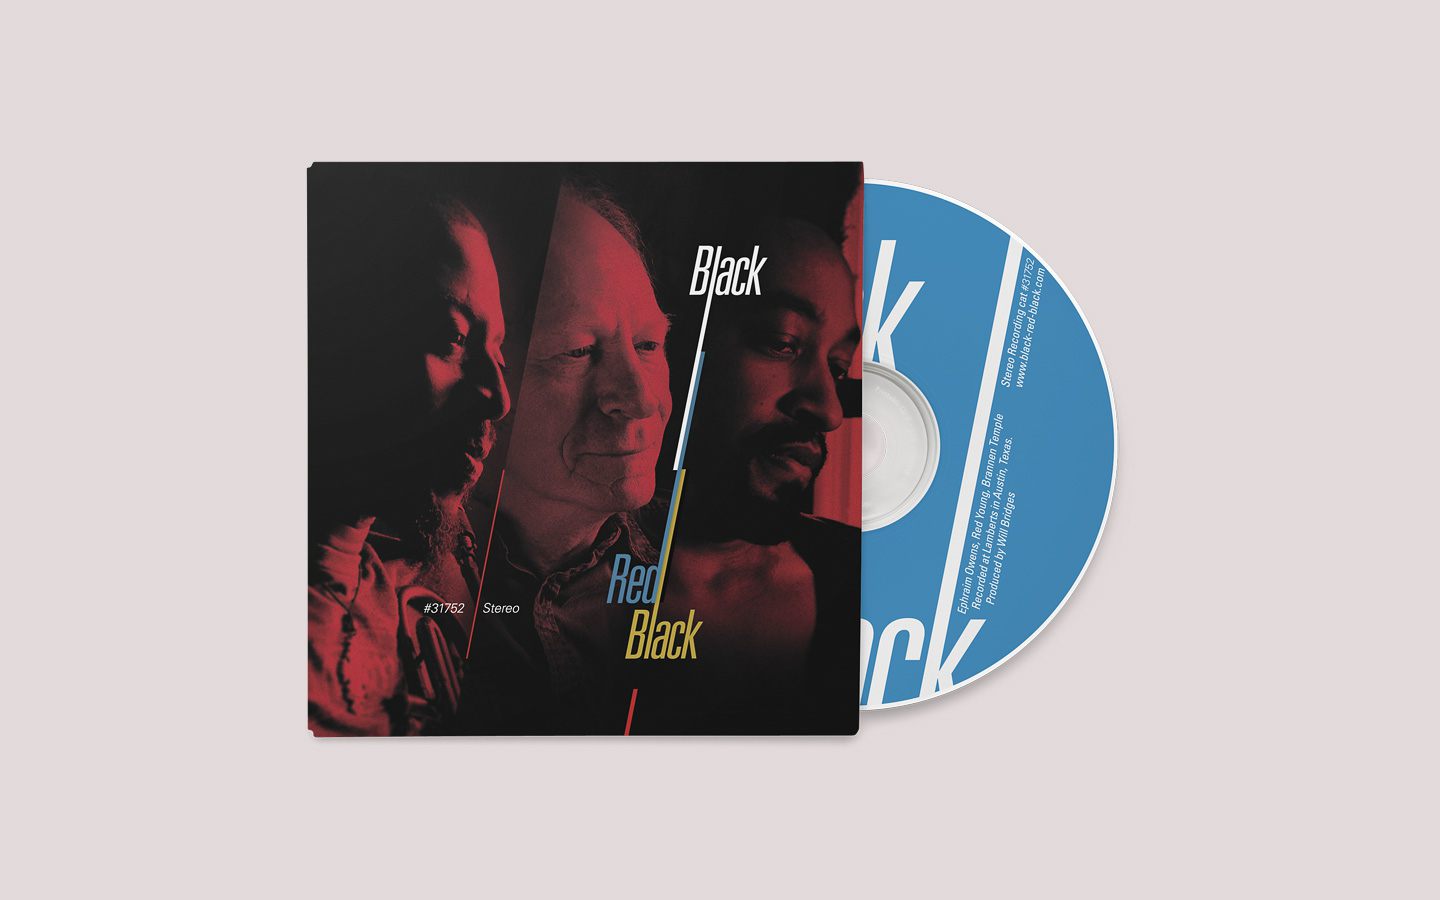 Black
Red
Black
#31752
Stereo
k
ack
Stereo Recording cat #31752
www.black-red-black.com
Ephraim Owens, Red Young, Brannen Temple
Recorded at Lamberts in Austin, Texas.
Produced by Will Bridges